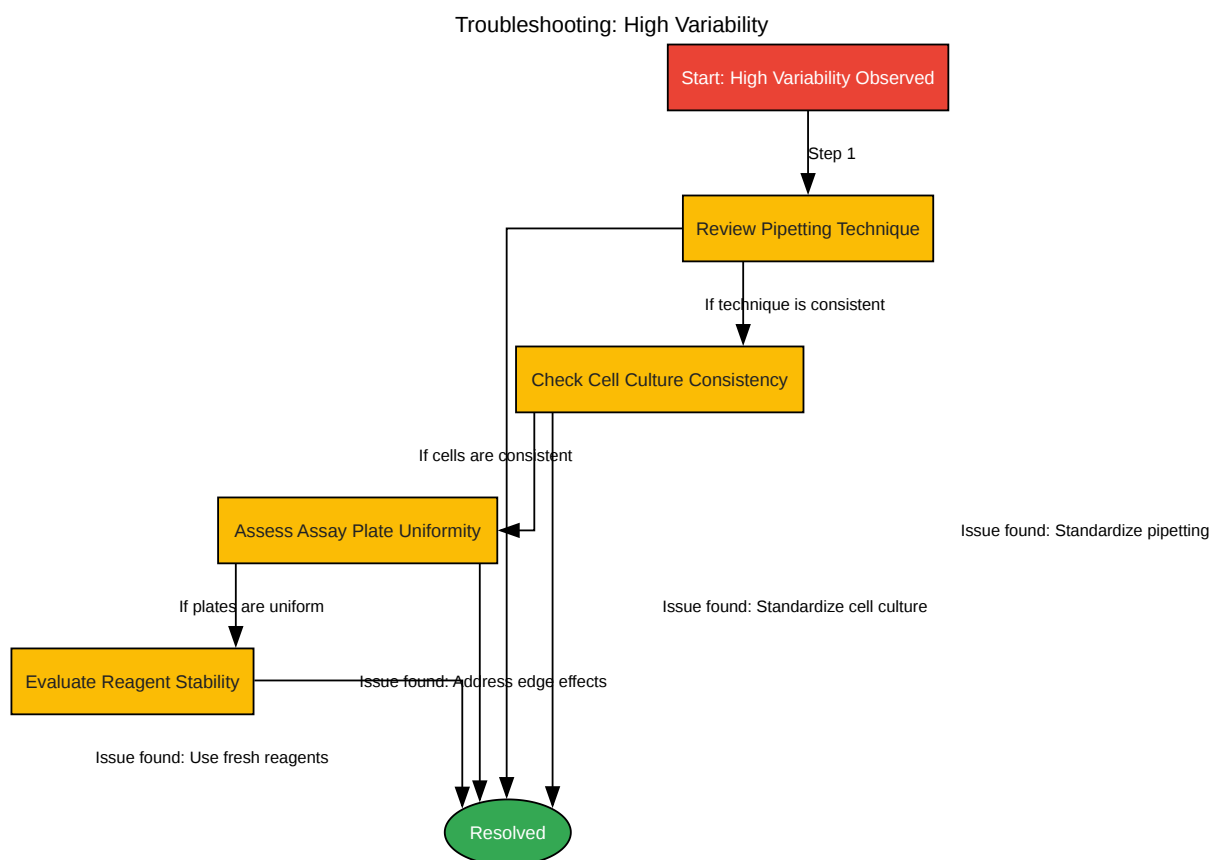 Troubleshooting: High Variability
Start: High Variability Observed
Step 1
Review Pipetting Technique
If technique is consistent
Check Cell Culture Consistency
If cells are consistent
Assess Assay Plate Uniformity
Issue found: Standardize pipetting
If plates are uniform
Issue found: Standardize cell culture
Evaluate Reagent Stability
Issue found: Address edge effects
Issue found: Use fresh reagents
Resolved